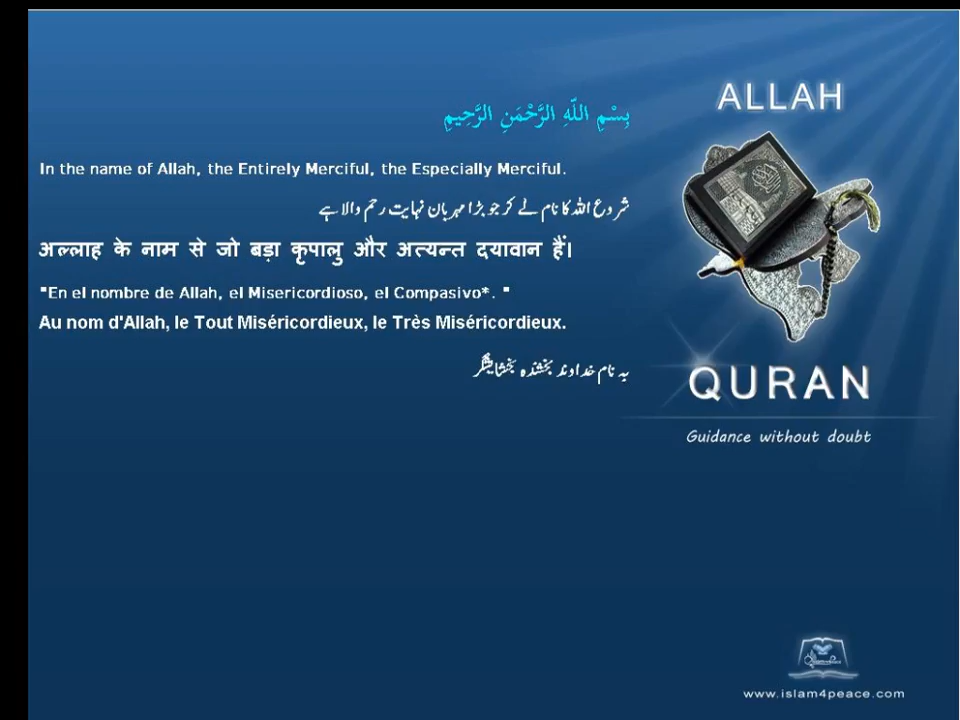 بِسْمِ اللَّهِ الرَّحْمَنِ الرَّحِيمِ
In the name of Allah, the Entirely Merciful, the Especially Merciful.
شروع الله کا نام لے کر جو بڑا مہربان نہایت رحم والا ہے
अल्लाह के नाम से जो बड़ा कृपालु और अत्यन्त दयावान हैं।
"En el nombre de Allah, el Misericordioso, el Compasivo*. "
Au nom d'Allah, le Tout Miséricordieux, le Très Miséricordieux.
به نام خداوند بخشنده بخشایشگر
ALLAH
QURAN
Guidance without doubt
www.islam4peace.com